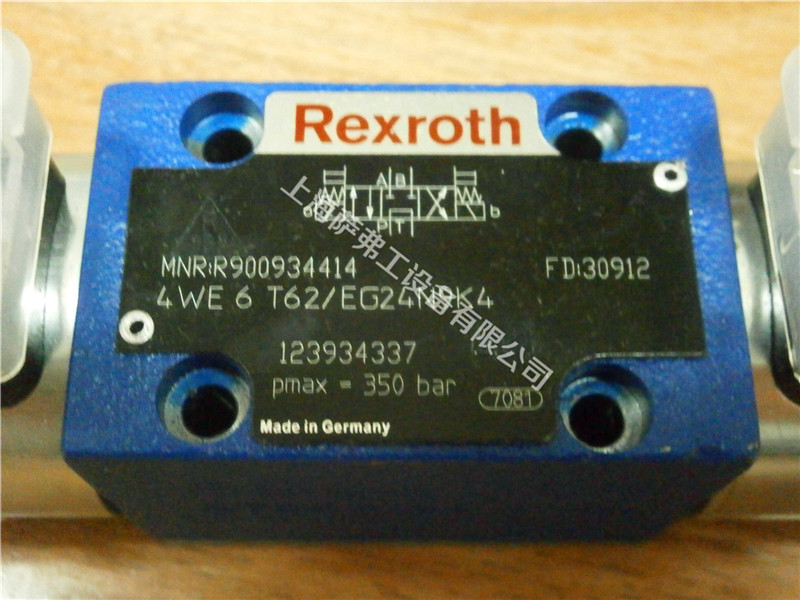 Rexroth
A B
a b
P T
MNR:R900934414 FD:30912
4WE 6 T62/EG24N9K4
123934337
pmax = 350 bar 7081
Made in Germany
上海萨弗工设备有限公司